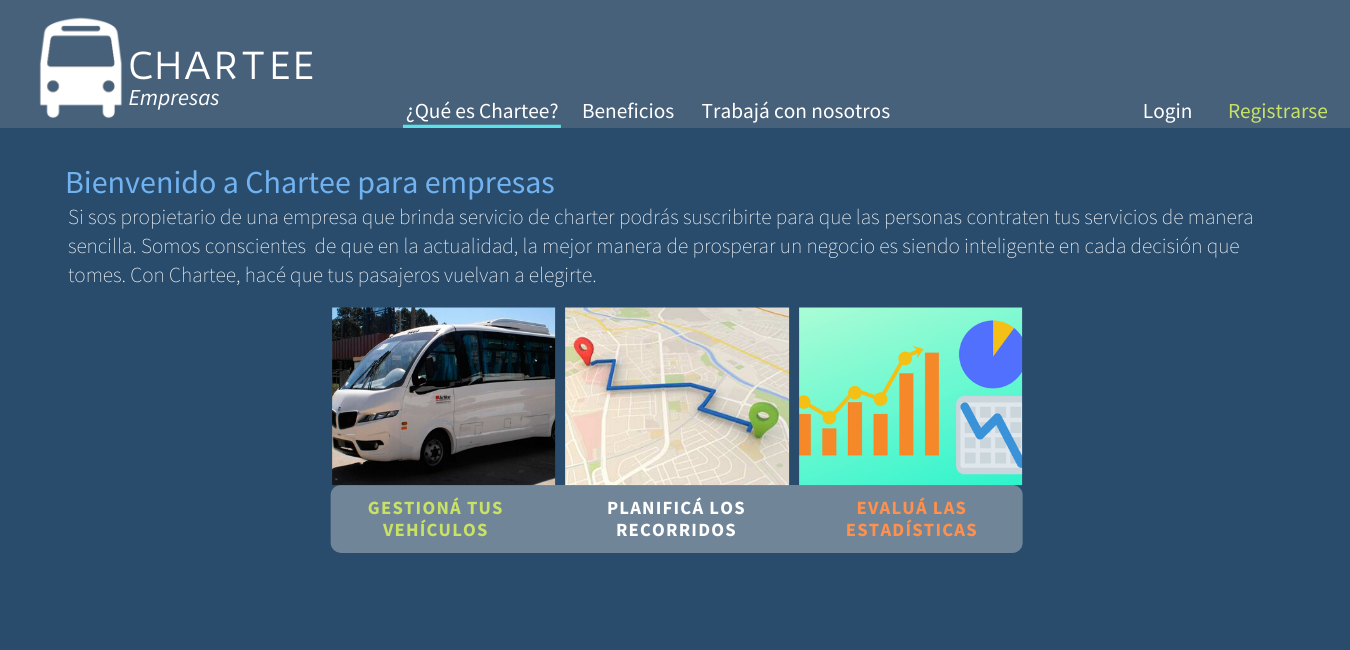 CHARTEE
Empresas
¿Qué es Chartee? Beneficios Trabajá con nosotros Login Registrarse
Bienvenido a Chartee para empresas
Si sos propietario de una empresa que brinda servicio de charter podrás suscribirte para que las personas contraten tus servicios de manera
sencilla. Somos conscientes  de que en la actualidad, la mejor manera de prosperar un negocio es siendo inteligente en cada decisión que
tomes. Con Chartee, hacé que tus pasajeros vuelvan a elegirte.
GESTIONÁ TUS
VEHÍCULOS
PLANIFICÁ LOS
RECORRIDOS
EVALUÁ LAS
ESTADÍSTICAS